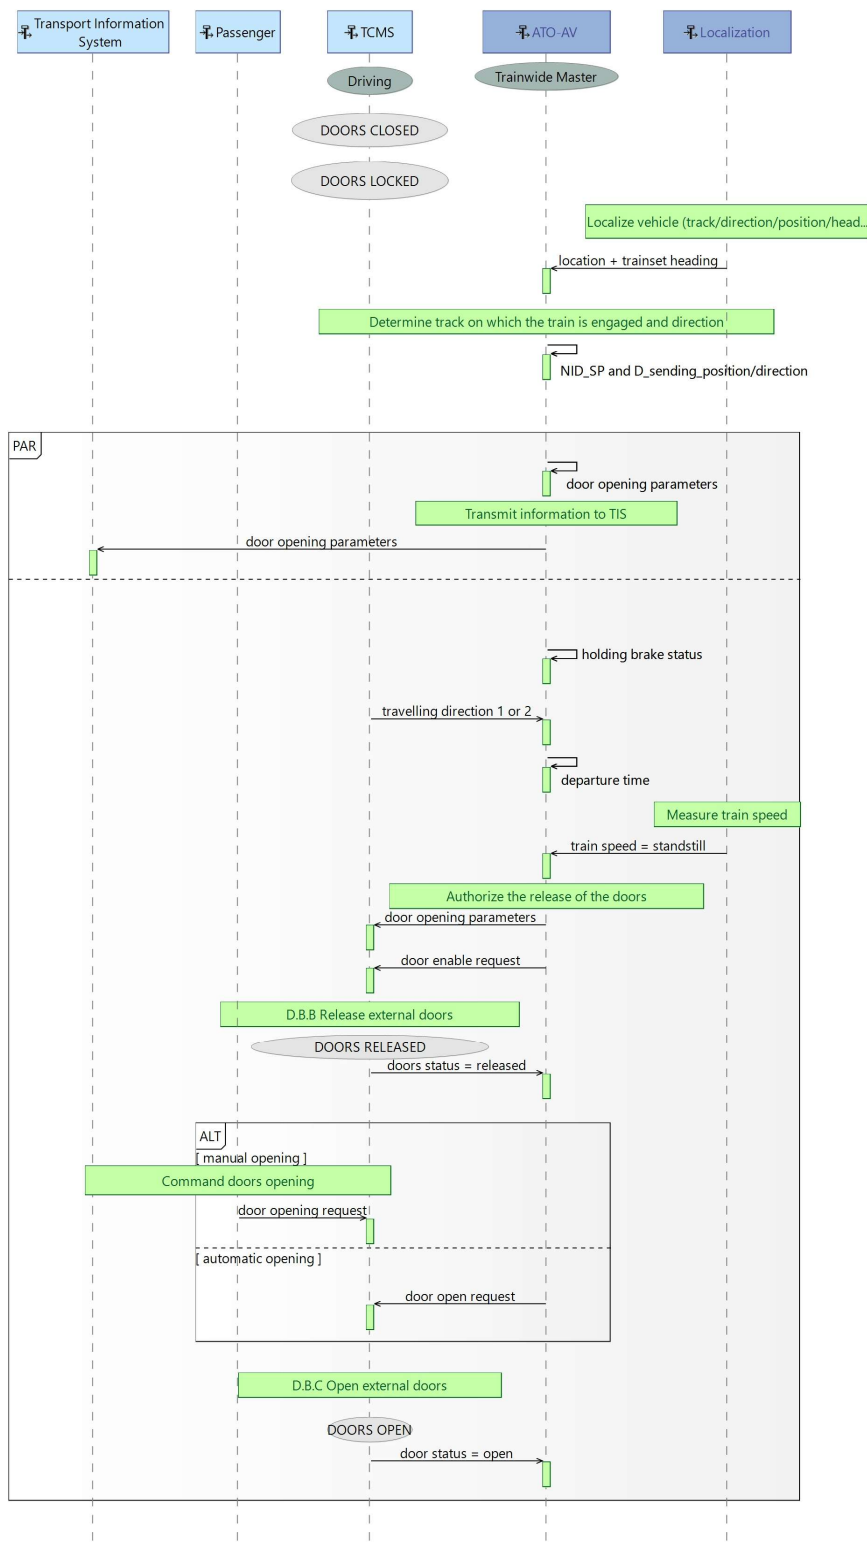 Transport Information
System
Passenger
TCMS
ATO-AV
Localization
Driving
Trainwide Master
DOORS CLOSED
DOORS LOCKED
Localize vehicle (track/direction/position/head...
location + trainset heading
Determine track on which the train is engaged and direction
NID_SP and D_sending_position/direction
PAR
door opening parameters
Transmit information to TIS
door opening parameters
holding brake status
travelling direction 1 or 2
departure time
Measure train speed
train speed = standstill
Authorize the release of the doors
door opening parameters
door enable request
D.B.B Release external doors
DOORS RELEASED
doors status = released
ALT
[ manual opening ]
Command doors opening
door opening request
[ automatic opening ]
door open request
D.B.C Open external doors
DOORS OPEN
door status = open